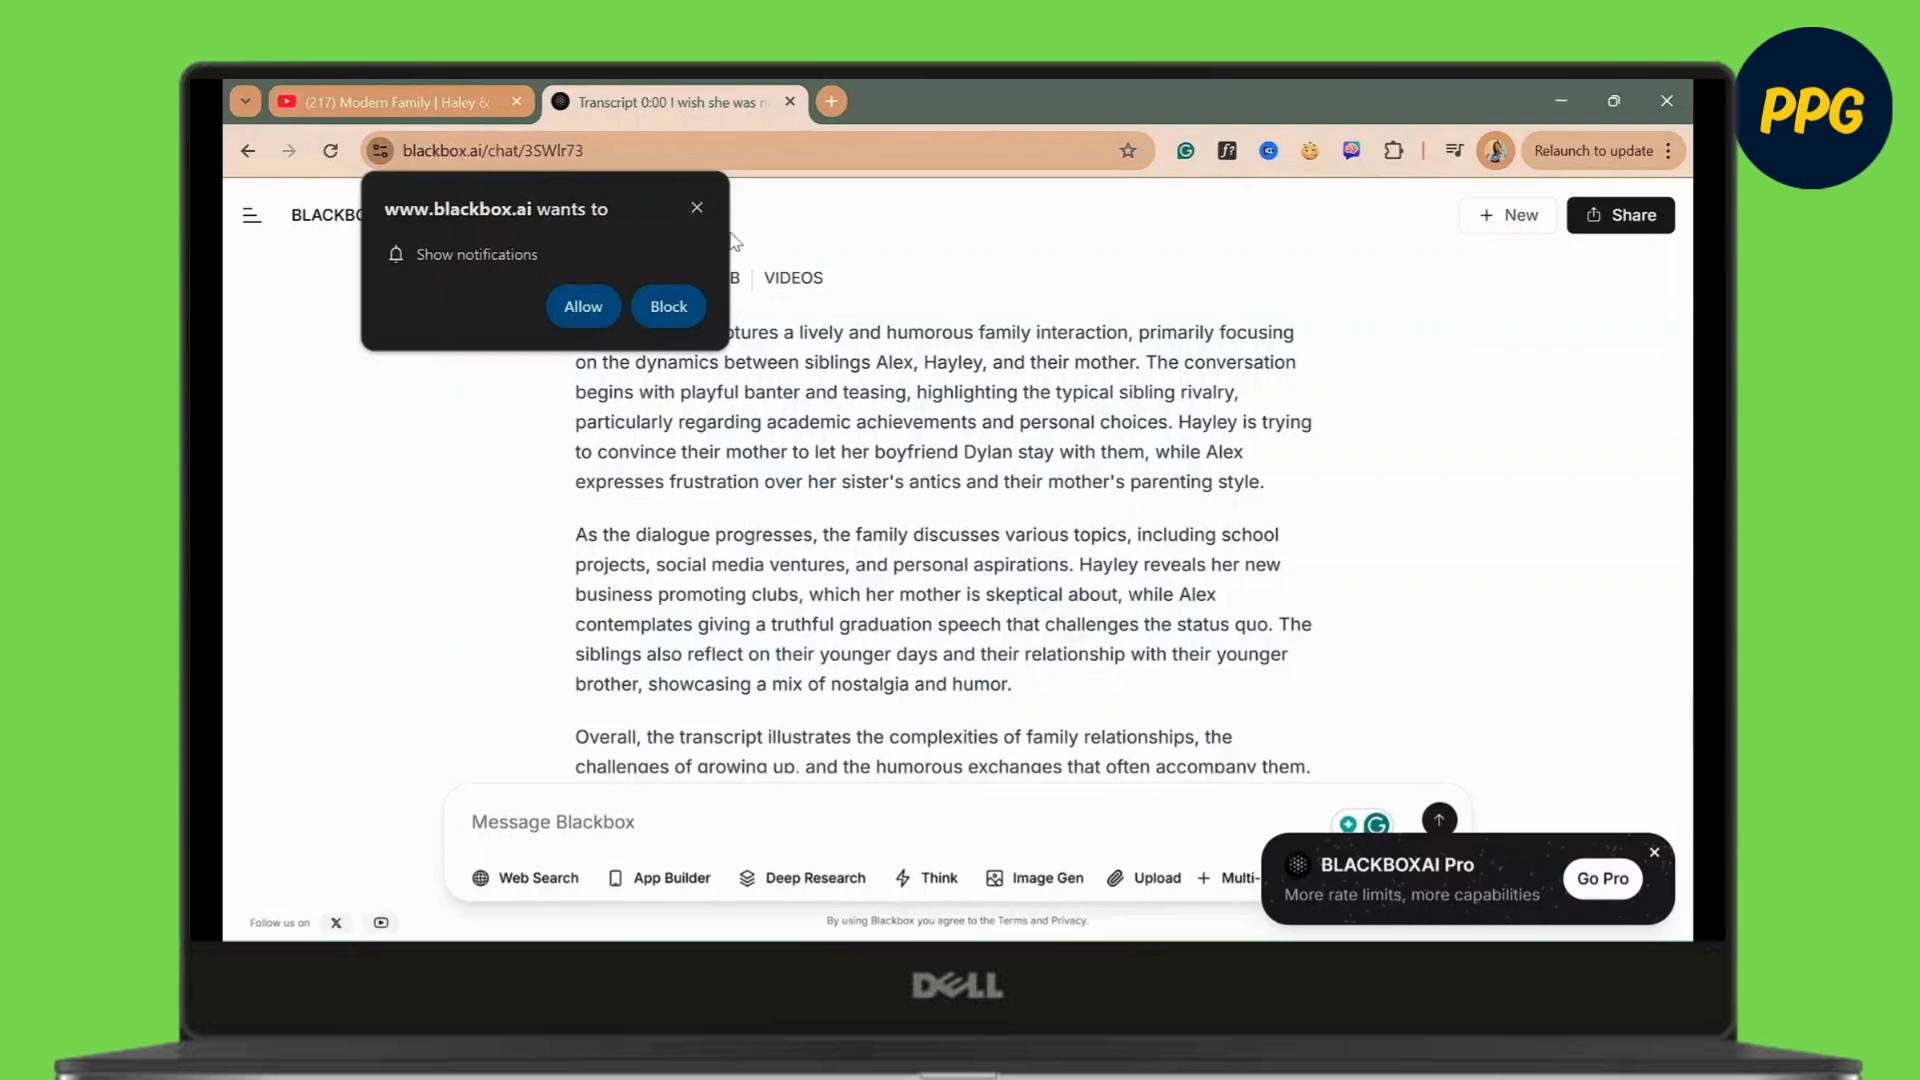 PPG
(217) Modern Family | Haley &
Transcript 0:00 I wish she was
blackbox.ai/chat/3SWlr73
Relaunch to update
www.blackbox.ai wants to
Show notifications
Allow
Block
BLACKBO
New
Share
B
VIDEOS
tures a lively and humorous family interaction, primarily focusing
on the dynamics between siblings Alex, Hayley, and their mother. The conversation
begins with playful banter and teasing, highlighting the typical sibling rivalry,
particularly regarding academic achievements and personal choices. Hayley is trying
to convince their mother to let her boyfriend Dylan stay with them, while Alex
expresses frustration over her sister's antics and their mother's parenting style.
As the dialogue progresses, the family discusses various topics, including school
projects, social media ventures, and personal aspirations. Hayley reveals her new
business promoting clubs, which her mother is skeptical about, while Alex
contemplates giving a truthful graduation speech that challenges the status quo. The
siblings also reflect on their younger days and their relationship with their younger
brother, showcasing a mix of nostalgia and humor.
Overall, the transcript illustrates the complexities of family relationships, the
challenges of growing up, and the humorous exchanges that often accompany them.
Message Blackbox
Web Search
App Builder
Deep Research
Think
Image Gen
Upload
+ Multi-
BLACKBOXAI Pro
More rate limits, more capabilities
Go Pro
Follow us on
By using Blackbox you agree to the Terms and Privacy.
DELL